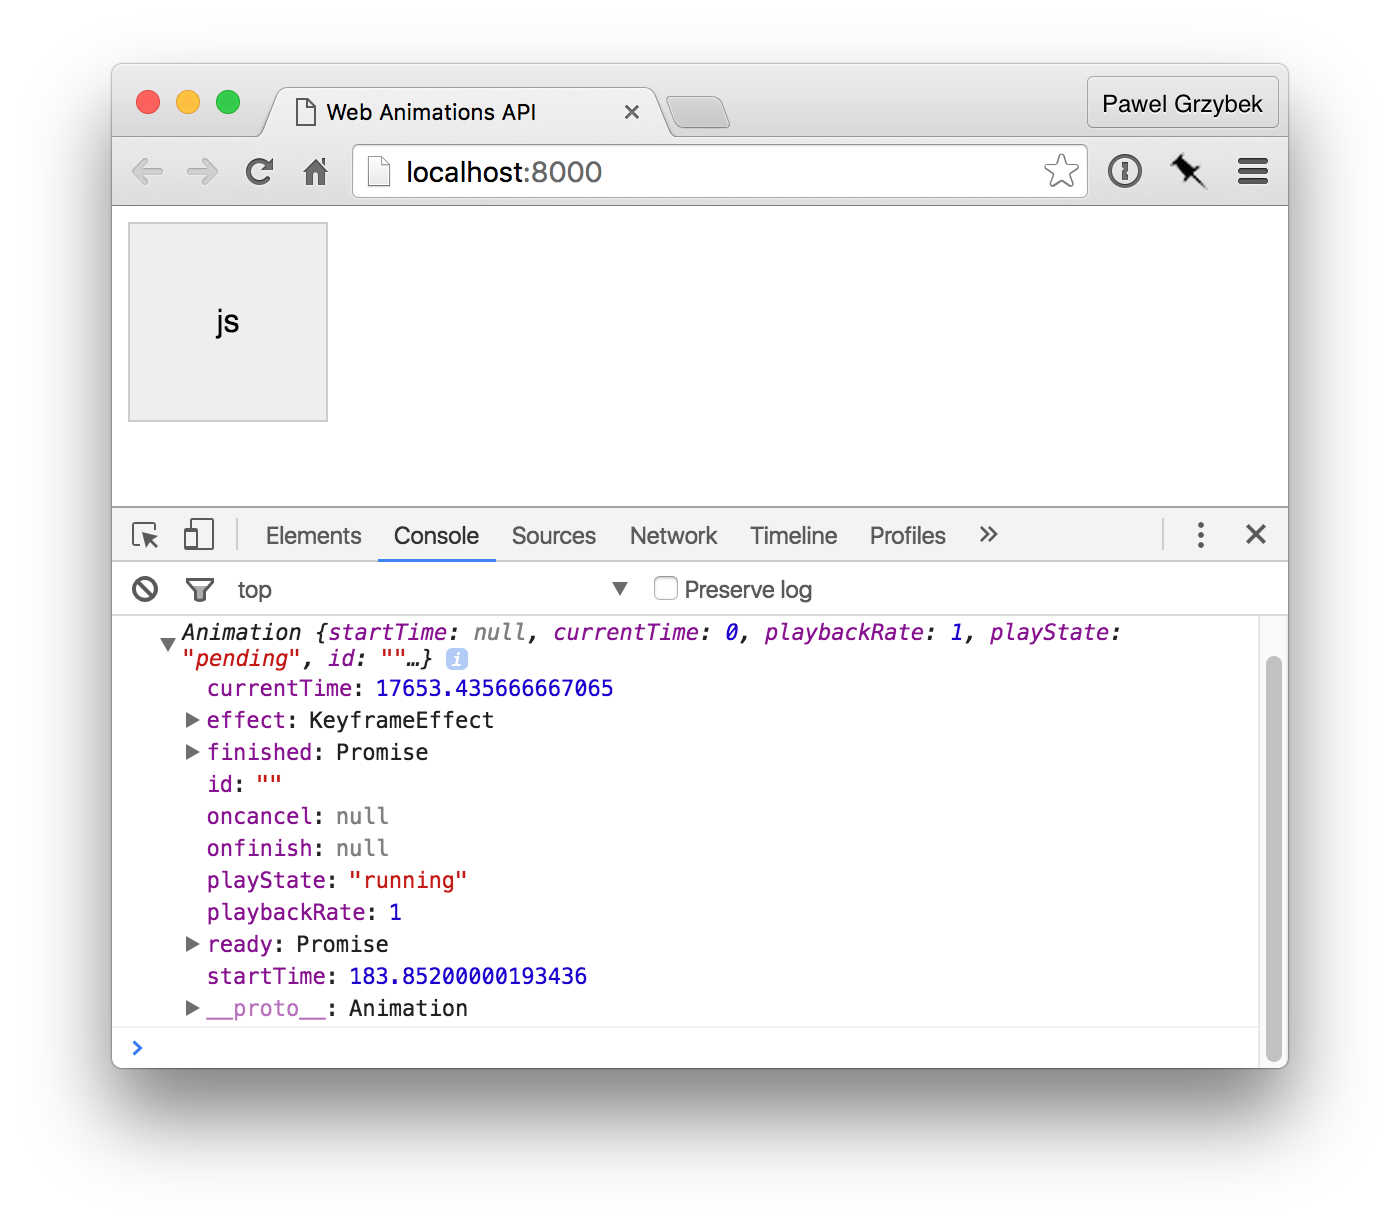 Web Animations API
Pawel Grzybek
localhost:8000
js
Elements Console Sources Network Timeline Profiles »
top Preserve log
Animation {startTime: null, currentTime: 0, playbackRate: 1, playState:
"pending", id: ""…} i
currentTime: 17653.435666667065
effect: KeyframeEffect
finished: Promise
id: ""
oncancel: null
onfinish: null
playState: "running"
playbackRate: 1
ready: Promise
startTime: 183.85200000193436
__proto__: Animation